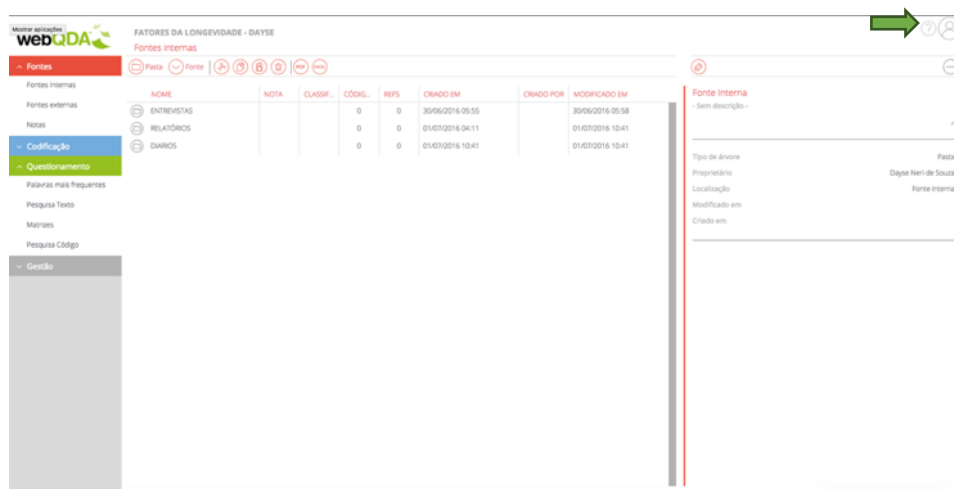 Mostrar aplicações
webQDA
FATORES DA LONGEVIDADE - DAYSE
Fontes internas
?
Fontes
Fontes internas
Fontes externas
Notas
Codificação
Questionamento
Palavras mais frequentes
Pesquisa Texto
Matrizes
Pesquisa Código
Gestão
Pasta Fonte PDF
NOME NOTA CLASSIF... CÓDIG... REFS CRIADO EM CRIADO POR MODIFICADO EM
ENTREVISTAS 0 0 30/06/2016 05:55 30/06/2016 05:58
RELATÓRIOS 0 0 01/07/2016 04:11 01/07/2016 10:41
DIARIOS 0 0 01/07/2016 10:41 01/07/2016 10:41
Fonte Interna
- Sem descrição -
Tipo de árvore Pasta
Proprietário Dayse Neri de Souza
Localização Fonte Interna
Modificado em
Criado em